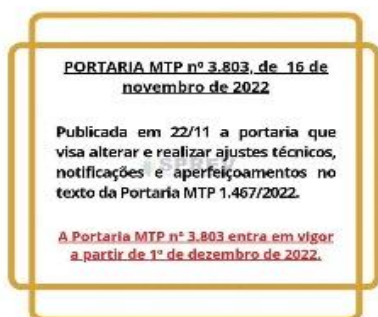 PORTARIA MTP nº 3.803, de 16 de
novembro de 2022
Publicada em 22/11 a portaria que
visa alterar e realizar ajustes técnicos,
SPREV
notificações e aperfeiçoamentos no
texto da Portaria MTP 1.467/2022.
A Portaria MTP nº 3.803 entra em vigor
a partir de 1º de dezembro de 2022.